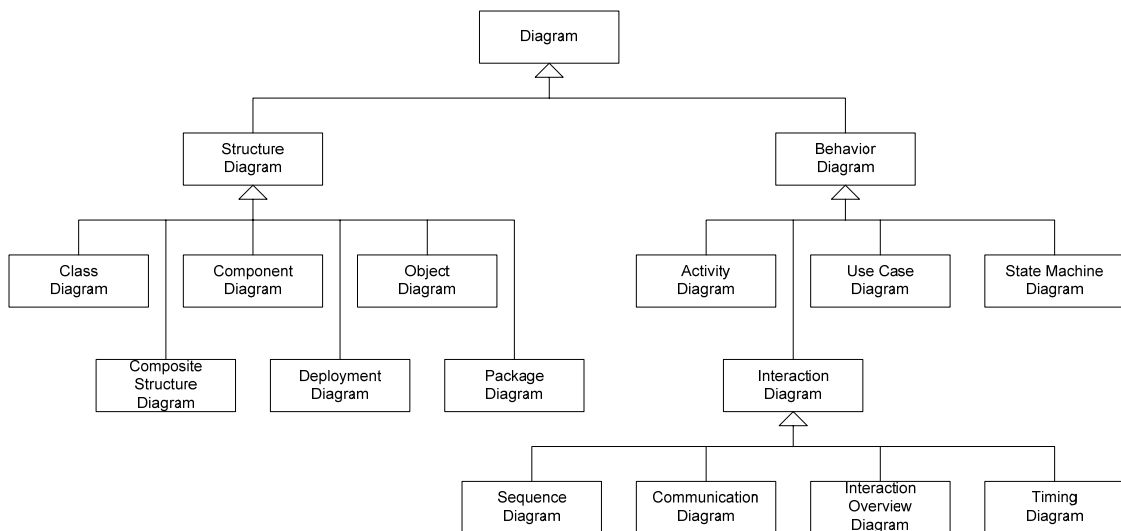 Diagram
Structure
Diagram
Behavior
Diagram
Class
Diagram
Component
Diagram
Object
Diagram
Activity
Diagram
Use Case
Diagram
State Machine
Diagram
Composite
Structure
Diagram
Deployment
Diagram
Package
Diagram
Interaction
Diagram
Sequence
Diagram
Communication
Diagram
Interaction
Overview
Diagram
Timing
Diagram